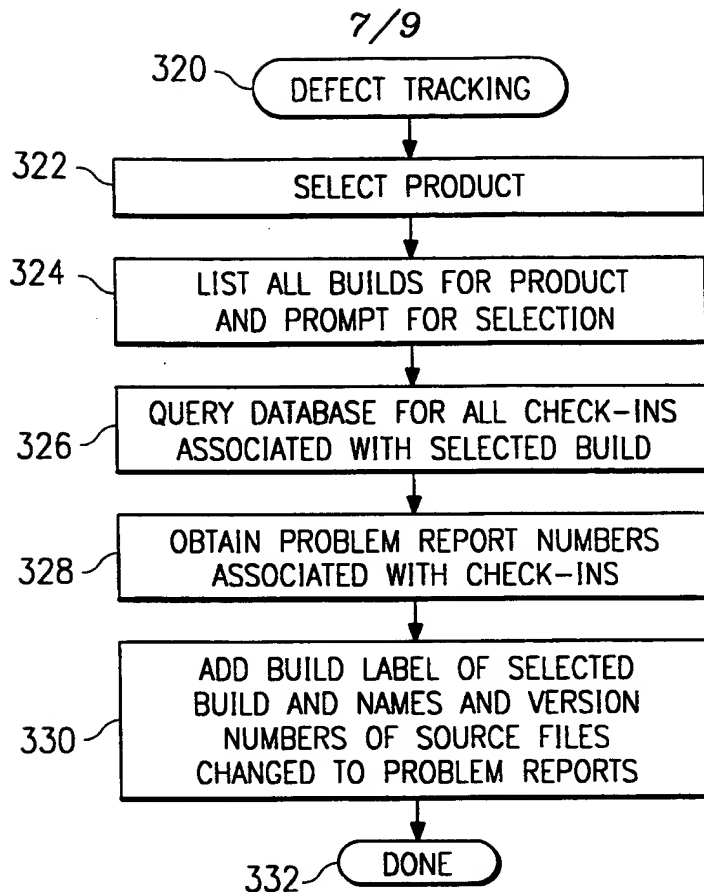 7/9
320
DEFECT TRACKING
322
SELECT PRODUCT
324
LIST ALL BUILDS FOR PRODUCT
AND PROMPT FOR SELECTION
326
QUERY DATABASE FOR ALL CHECK-INS
ASSOCIATED WITH SELECTED BUILD
328
OBTAIN PROBLEM REPORT NUMBERS
ASSOCIATED WITH CHECK-INS
330
ADD BUILD LABEL OF SELECTED
BUILD AND NAMES AND VERSION
NUMBERS OF SOURCE FILES
CHANGED TO PROBLEM REPORTS
332
DONE